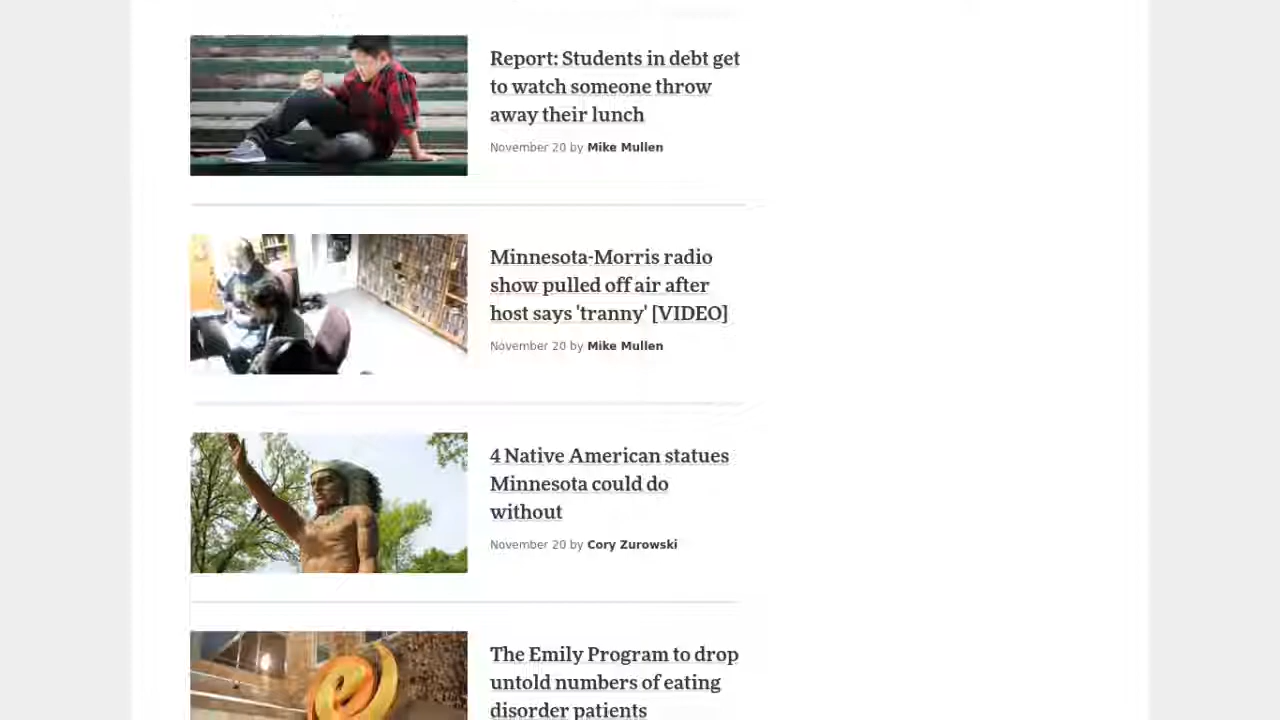 Report: Students in debt get
to watch someone throw
away their lunch
November 20 by Mike Mullen
Minnesota-Morris radio
show pulled off air after
host says 'tranny' [VIDEO]
November 20 by Mike Mullen
4 Native American statues
Minnesota could do
without
November 20 by Cory Zurowski
The Emily Program to drop
untold numbers of eating
disorder patients